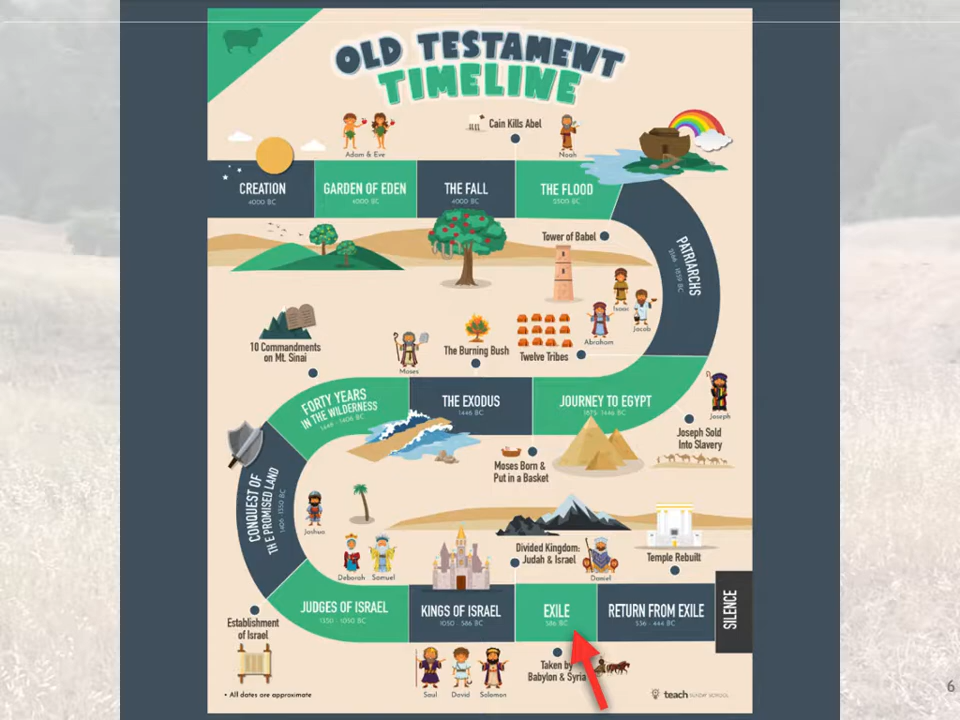 OLD TESTAMENT
TIMELINE
Adam & Eve
Cain Kills Abel
Noah
CREATION
4000 BC
GARDEN OF EDEN
4000 BC
THE FALL
4000 BC
THE FLOOD
PATRIARCHS
Tower of Babel
Isaac
Jacob
Abraham
Twelve Tribes
The Burning Bush
Moses
10 Commandments
on Mt. Sinai
FORTY YEARS
IN THE WILDERNESS
1446 - 1406 BC
THE EXODUS
1446 BC
JOURNEY TO EGYPT
Joseph
Joseph Sold
Into Slavery
Moses Born &
Put in a Basket
CONQUEST OF
THE PROMISED LAND
Joshua
Deborah
Samuel
Divided Kingdom:
Judah & Israel
Daniel
Temple Rebuilt
JUDGES OF ISRAEL
KINGS OF ISRAEL
1050 - 586 BC
EXILE
586 BC
RETURN FROM EXILE
SILENCE
Establishment
of Israel
Saul
David
Solomon
Taken by
Babylon & Syria
• All dates are approximate
teach SUNDAY SCHOOL
6